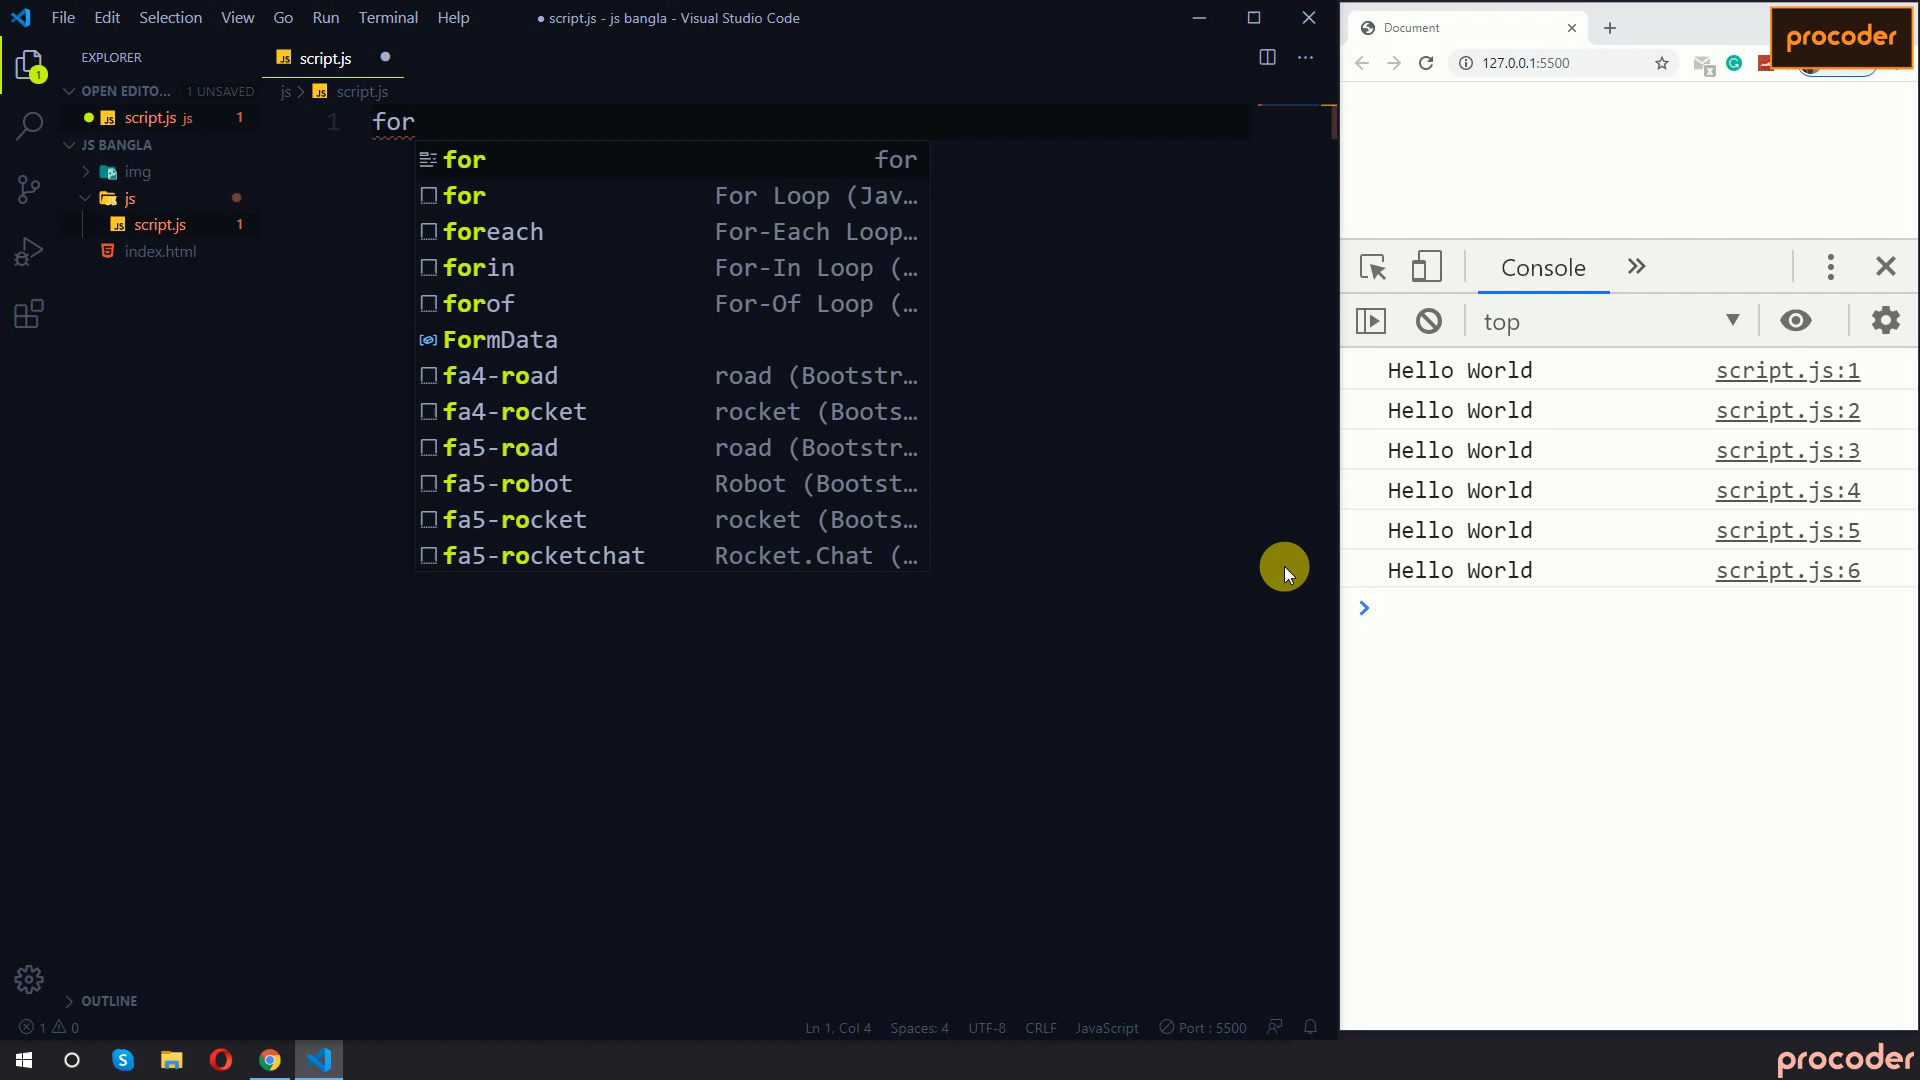 File Edit Selection View Go Run Terminal Help
● script.js - js bangla - Visual Studio Code
EXPLORER
OPEN EDITO... 1 UNSAVED
script.js js 1
JS BANGLA
img
js
script.js 1
index.html
OUTLINE
script.js
js > script.js
1 for
for for
for For Loop (Jav...
foreach For-Each Loop...
forin For-In Loop (...
forof For-Of Loop (...
FormData
fa4-road road (Bootstr...
fa4-rocket rocket (Boots...
fa5-road road (Bootstr...
fa5-robot Robot (Bootst...
fa5-rocket rocket (Boots...
fa5-rocketchat Rocket.Chat (...
1 0
Ln 1, Col 4 Spaces: 4 UTF-8 CRLF JavaScript Port : 5500
Document
procoder
127.0.0.1:5500
Console
top
Hello World script.js:1
Hello World script.js:2
Hello World script.js:3
Hello World script.js:4
Hello World script.js:5
Hello World script.js:6
procoder